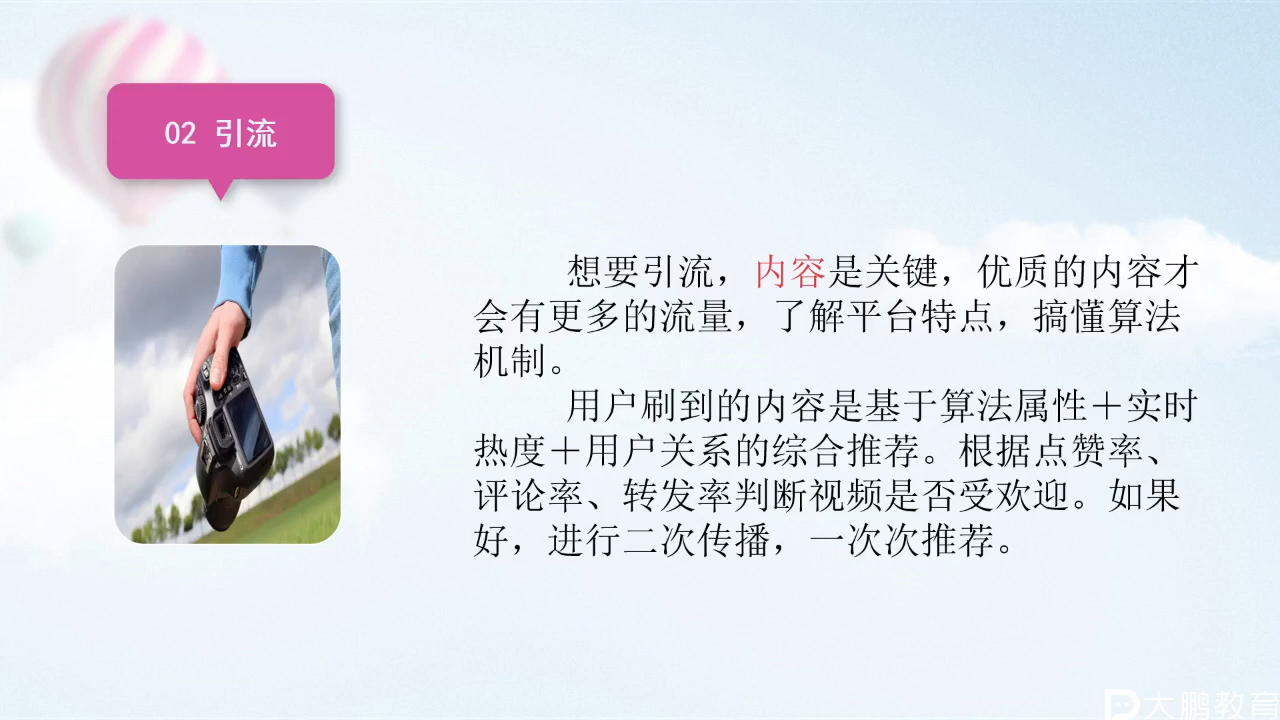 02 引流
想要引流，内容是关键，优质的内容才
会有更多的流量，了解平台特点，搞懂算法
机制。
用户刷到的内容是基于算法属性＋实时
热度＋用户关系的综合推荐。根据点赞率、
评论率、转发率判断视频是否受欢迎。如果
好，进行二次传播，一次次推荐。
大鹏教育